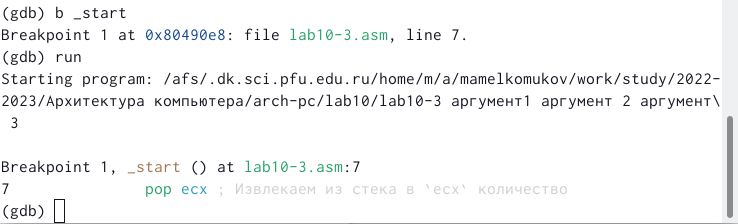 (gdb) b _start
Breakpoint 1 at 0x80490e8: file lab10-3.asm, line 7.
(gdb) run
Starting program: /afs/.dk.sci.pfu.edu.ru/home/m/a/mamelkomukov/work/study/2022-
2023/Архитектура компьютера/arch-pc/lab10/lab10-3 аргумент1 аргумент 2 аргумент\
 3
Breakpoint 1, _start () at lab10-3.asm:7
7               pop ecx ; Извлекаем из стека в `ecx` количество
(gdb)